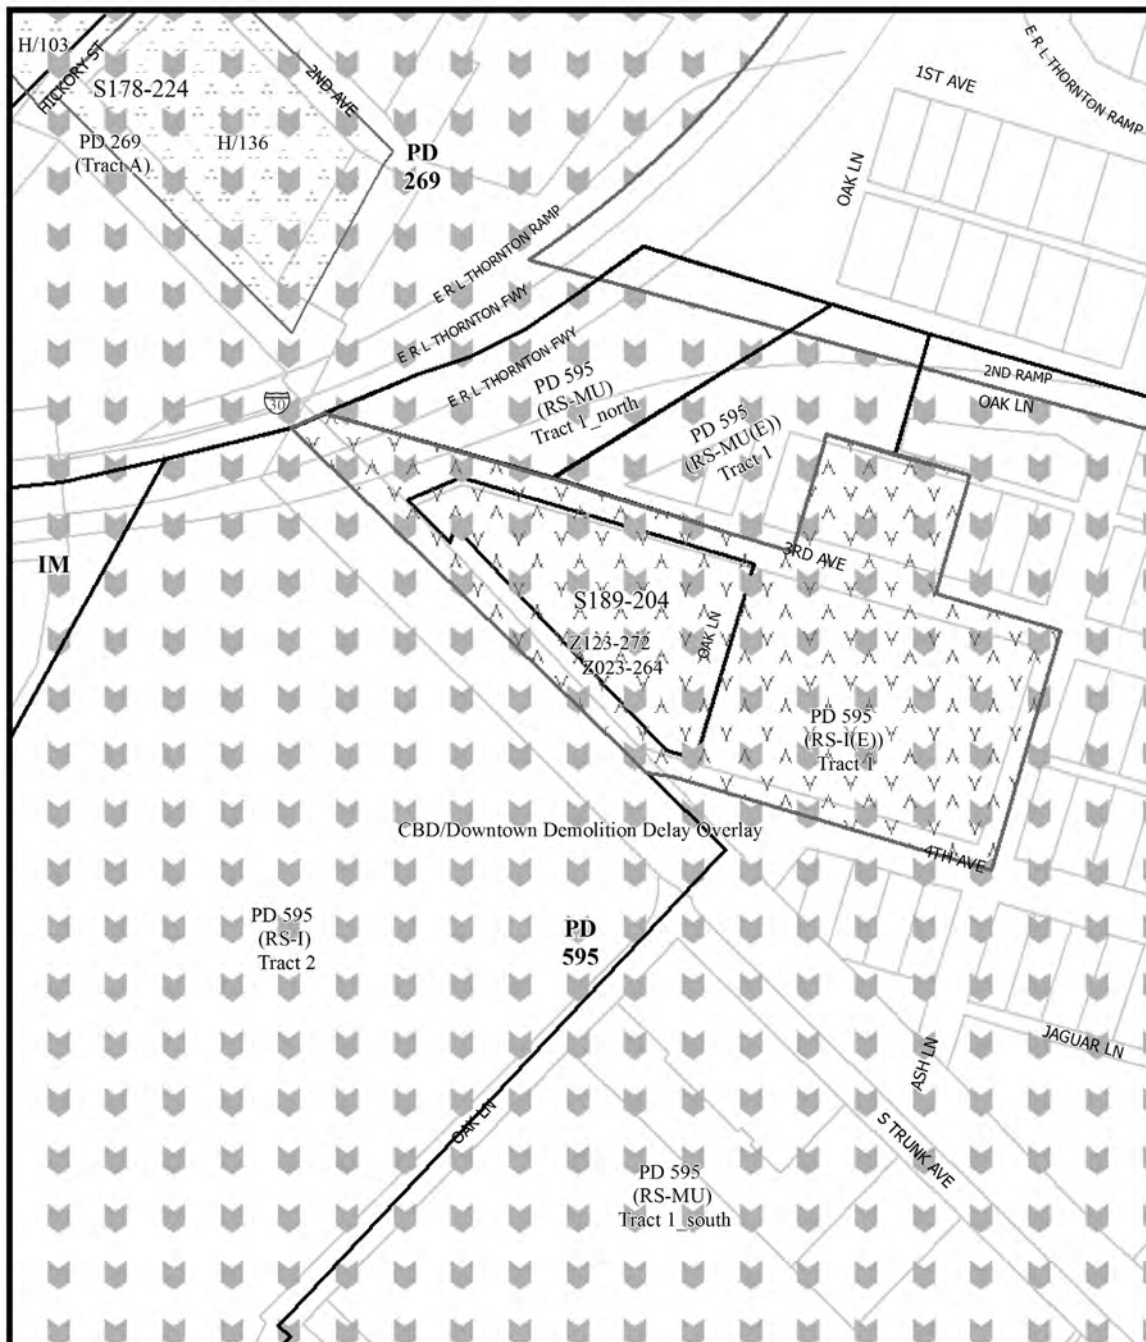 H/103
HICKORY ST
S178-224
2ND AVE
PD 269
(Tract A)
H/136
PD
269
1ST AVE
E R L THORNTON RAMP
OAK LN
E R L THORNTON RAMP
E R L THORNTON FWY
E R L THORNTON FWY
30
PD 595
(RS-MU)
Tract 1_north
PD 595
(RS-MU(E))
Tract 1
2ND RAMP
OAK LN
3RD AVE
IM
S189-204
Z123-272
Z023-264
OAK LN
PD 595
(RS-I(E))
Tract 1
CBD/Downtown Demolition Delay Overlay
4TH AVE
PD 595
(RS-I)
Tract 2
PD
595
JAGUAR LN
ASH LN
OAK LN
S TRUNK AVE
PD 595
(RS-MU)
Tract 1_south